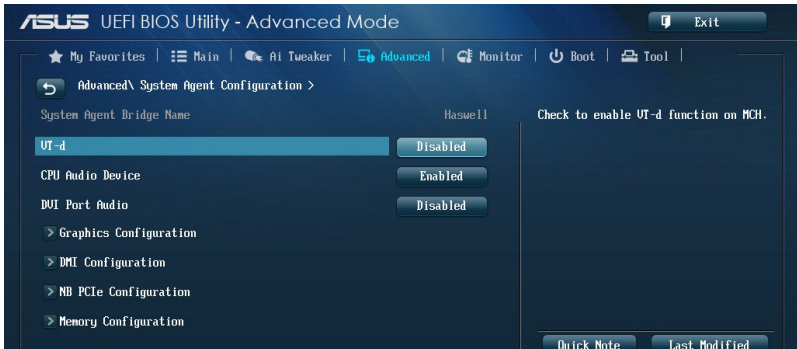 ASUS UEFI BIOS Utility - Advanced Mode
Exit
My Favorites | Main | Ai Tweaker | Advanced | Monitor | Boot | Tool |
Advanced\ System Agent Configuration >
System Agent Bridge Name Haswell
Check to enable VT-d function on MCH.
VT-d Disabled
CPU Audio Device Enabled
DVI Port Audio Disabled
> Graphics Configuration
> DMI Configuration
> NB PCIe Configuration
> Memory Configuration
Quick Note Last Modified